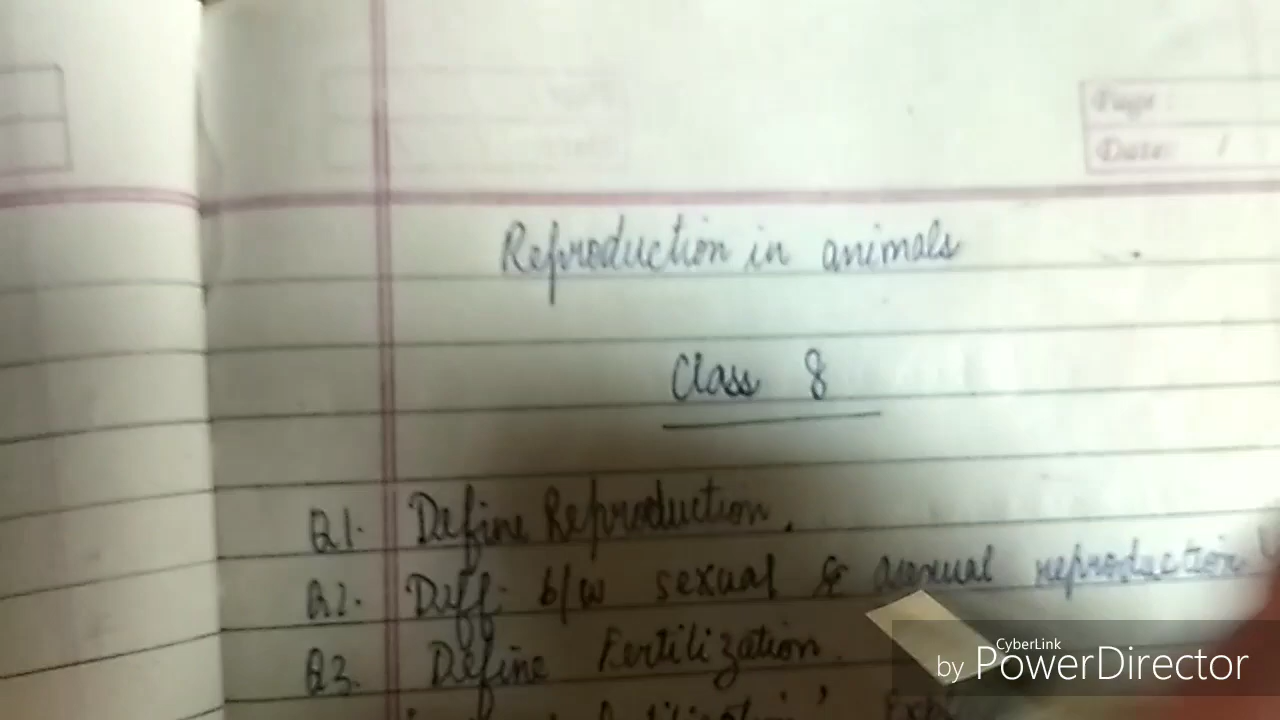 Page:
Date: /
Reproduction in animals
Class 8
Q1. Define Reproduction.
Q2. Diff. b/w sexual & asexual reproduction
Q3. Define Fertilization.
CyberLink
by PowerDirector